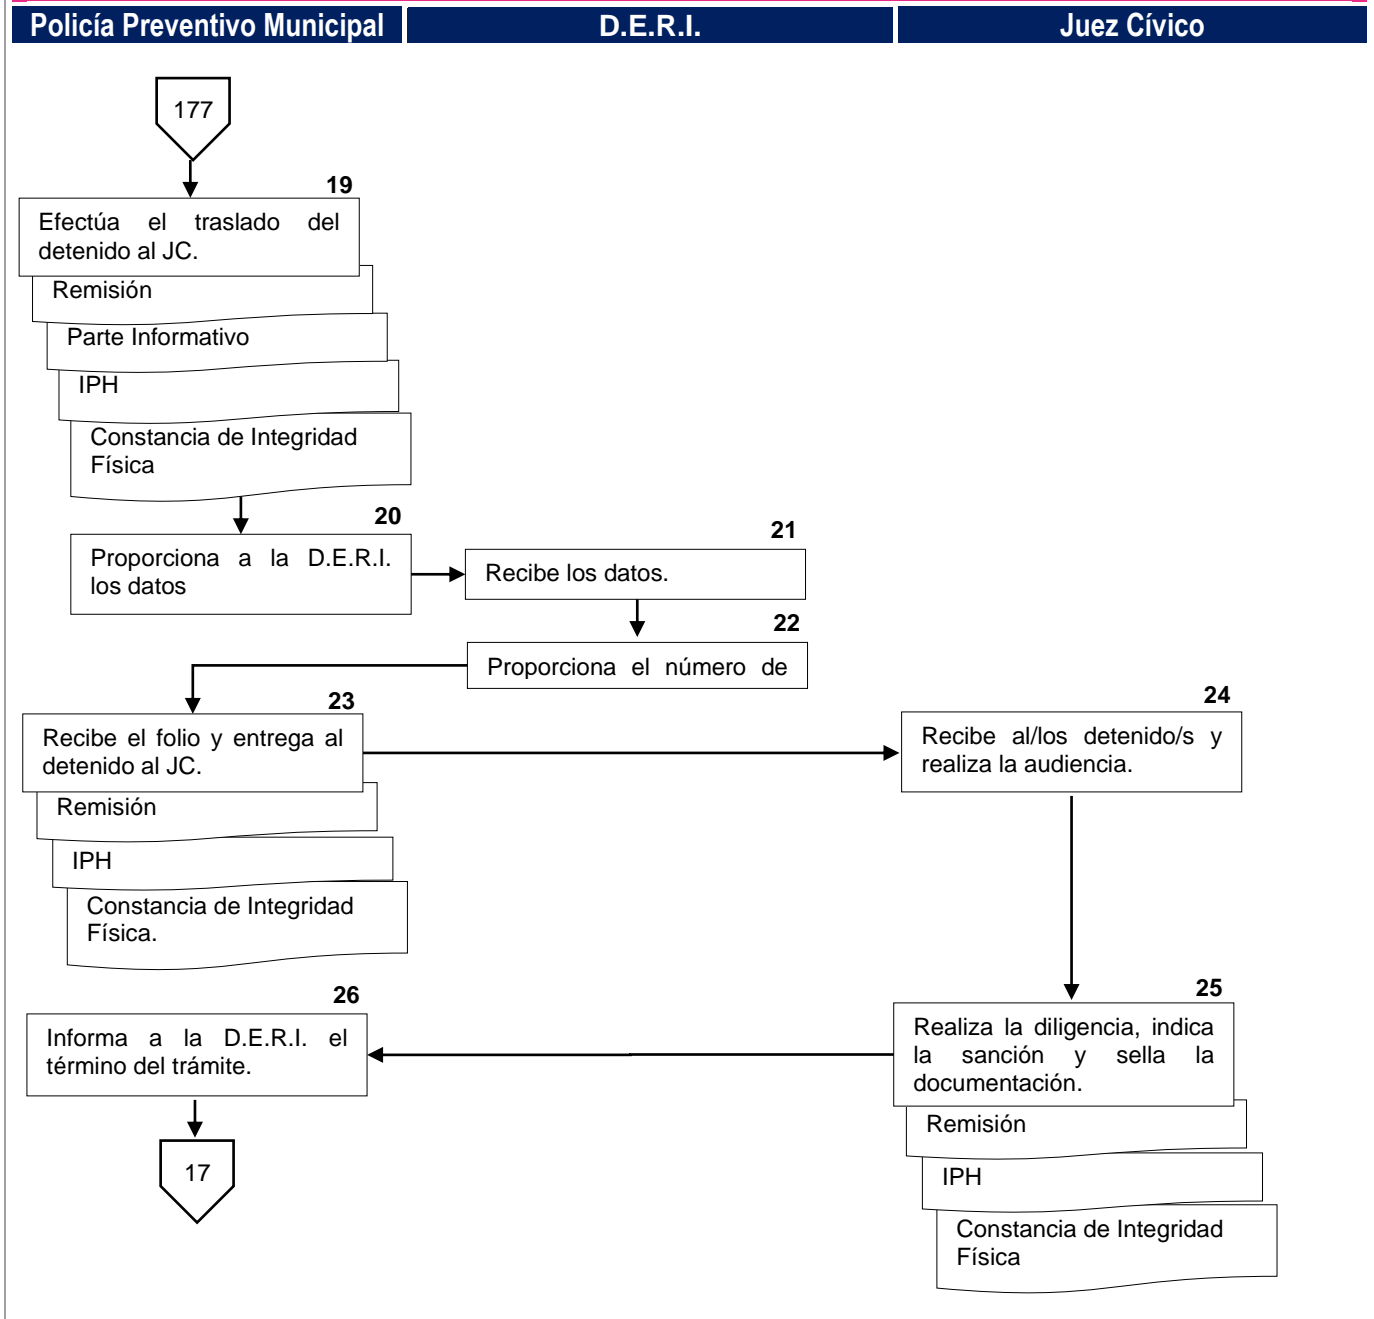 Policía Preventivo Municipal
D.E.R.I.
Juez Cívico
177
19
Efectúa el traslado del
detenido al JC.
Remisión
Parte Informativo
IPH
Constancia de Integridad
Física
20
Proporciona a la D.E.R.I.
los datos
21
Recibe los datos.
22
Proporciona el número de
23
Recibe el folio y entrega al
detenido al JC.
Remisión
IPH
Constancia de Integridad
Física.
24
Recibe al/los detenido/s y
realiza la audiencia.
25
Realiza la diligencia, indica
la sanción y sella la
documentación.
Remisión
IPH
Constancia de Integridad
Física
26
Informa a la D.E.R.I. el
término del trámite.
17